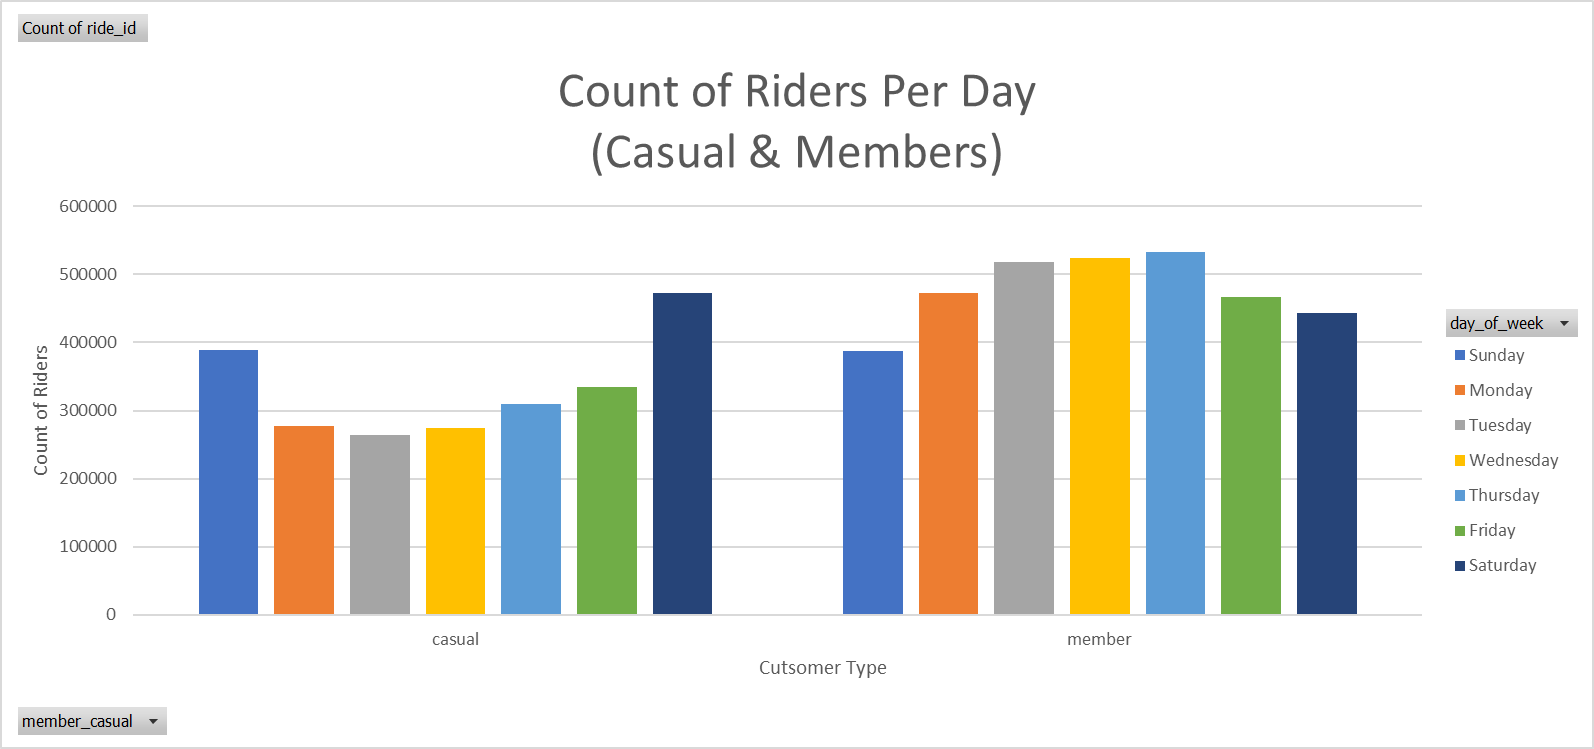 Count of ride_id
Count of Riders Per Day
(Casual & Members)
600000
500000
400000
300000
200000
100000
0
Count of Riders
casual
member
Cutsomer Type
day_of_week
Sunday
Monday
Tuesday
Wednesday
Thursday
Friday
Saturday
member_casual